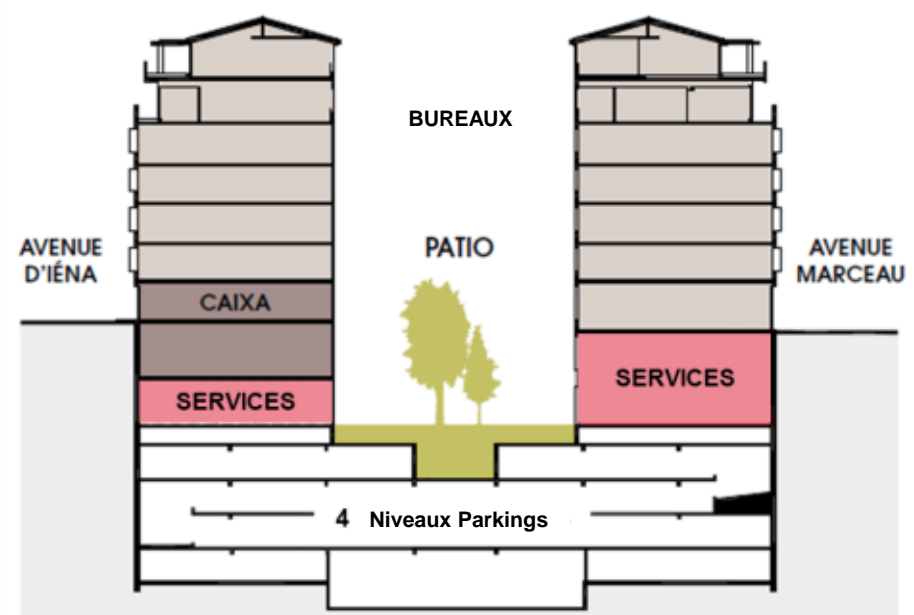 BUREAUX
AVENUE
D'IÉNA
PATIO
AVENUE
MARCEAU
CAIXA
SERVICES
SERVICES
4 Niveaux Parkings